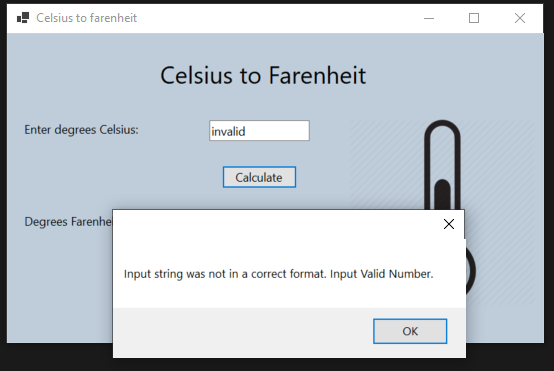 Celsius to farenheit
Celsius to Farenheit
Enter degrees Celsius:
invalid
Calculate
Degrees Farenhei
Input string was not in a correct format. Input Valid Number.
OK